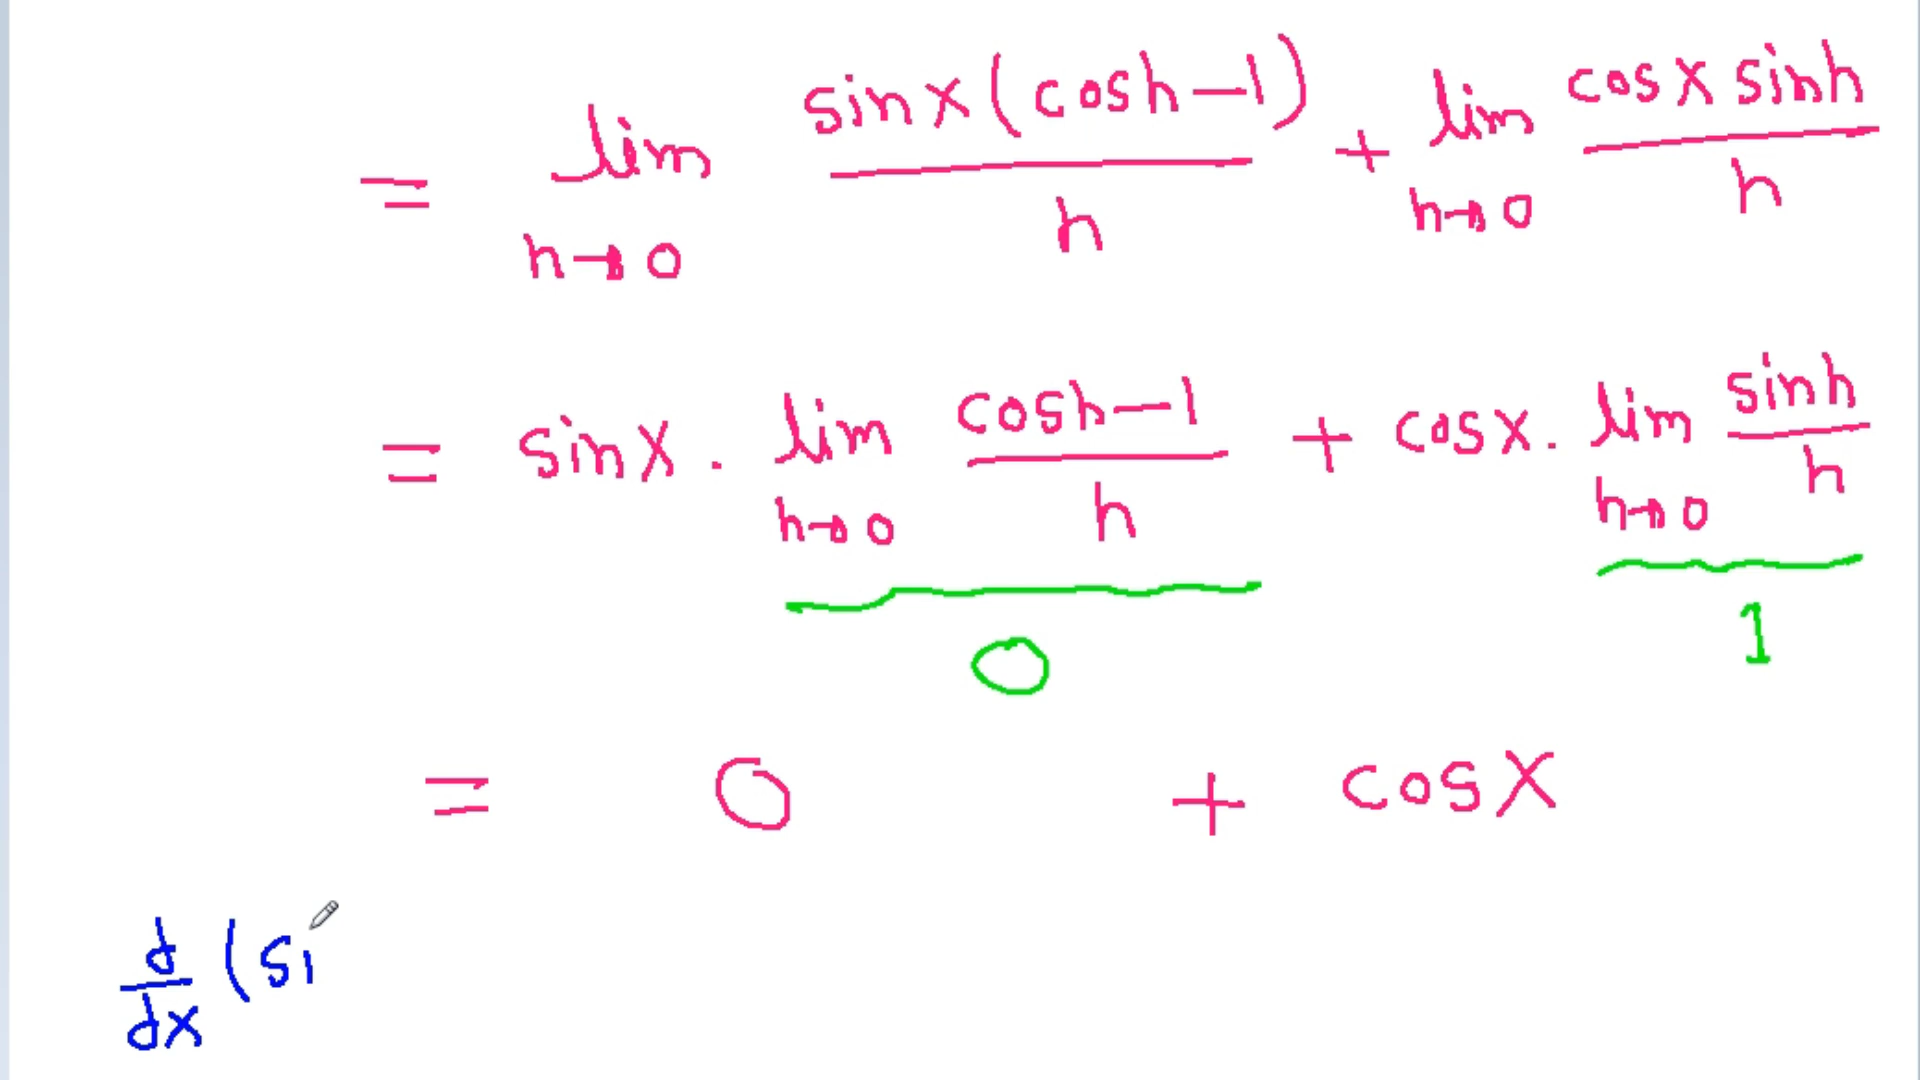 = lim h→0 sinx(cosh-1)/h + lim h→0 cosx sinh/h
= sinx . lim h→0 cosh-1/h + cosx . lim h→0 sinh/h
0 1
= 0 + cosx
d/dx (si